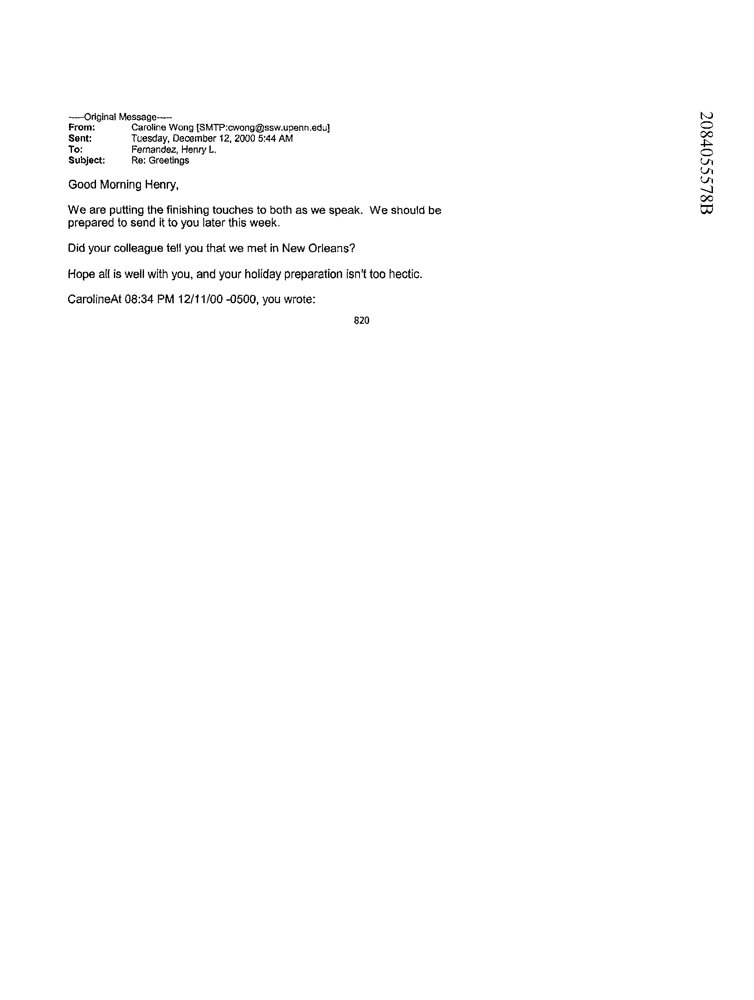 -----Original Message-----
From: Caroline Wong [SMTP:cwong@ssw.upenn.edu]
Sent: Tuesday, December 12, 2000 5:44 AM
To: Fernandez, Henry L.
Subject: Re: Greetings
Good Morning Henry,
We are putting the finishing touches to both as we speak. We should be
prepared to send it to you later this week.
Did your colleague tell you that we met in New Orleans?
Hope all is well with you, and your holiday preparation isn't too hectic.
CarolineAt 08:34 PM 12/11/00 -0500, you wrote:
820
2084055578B